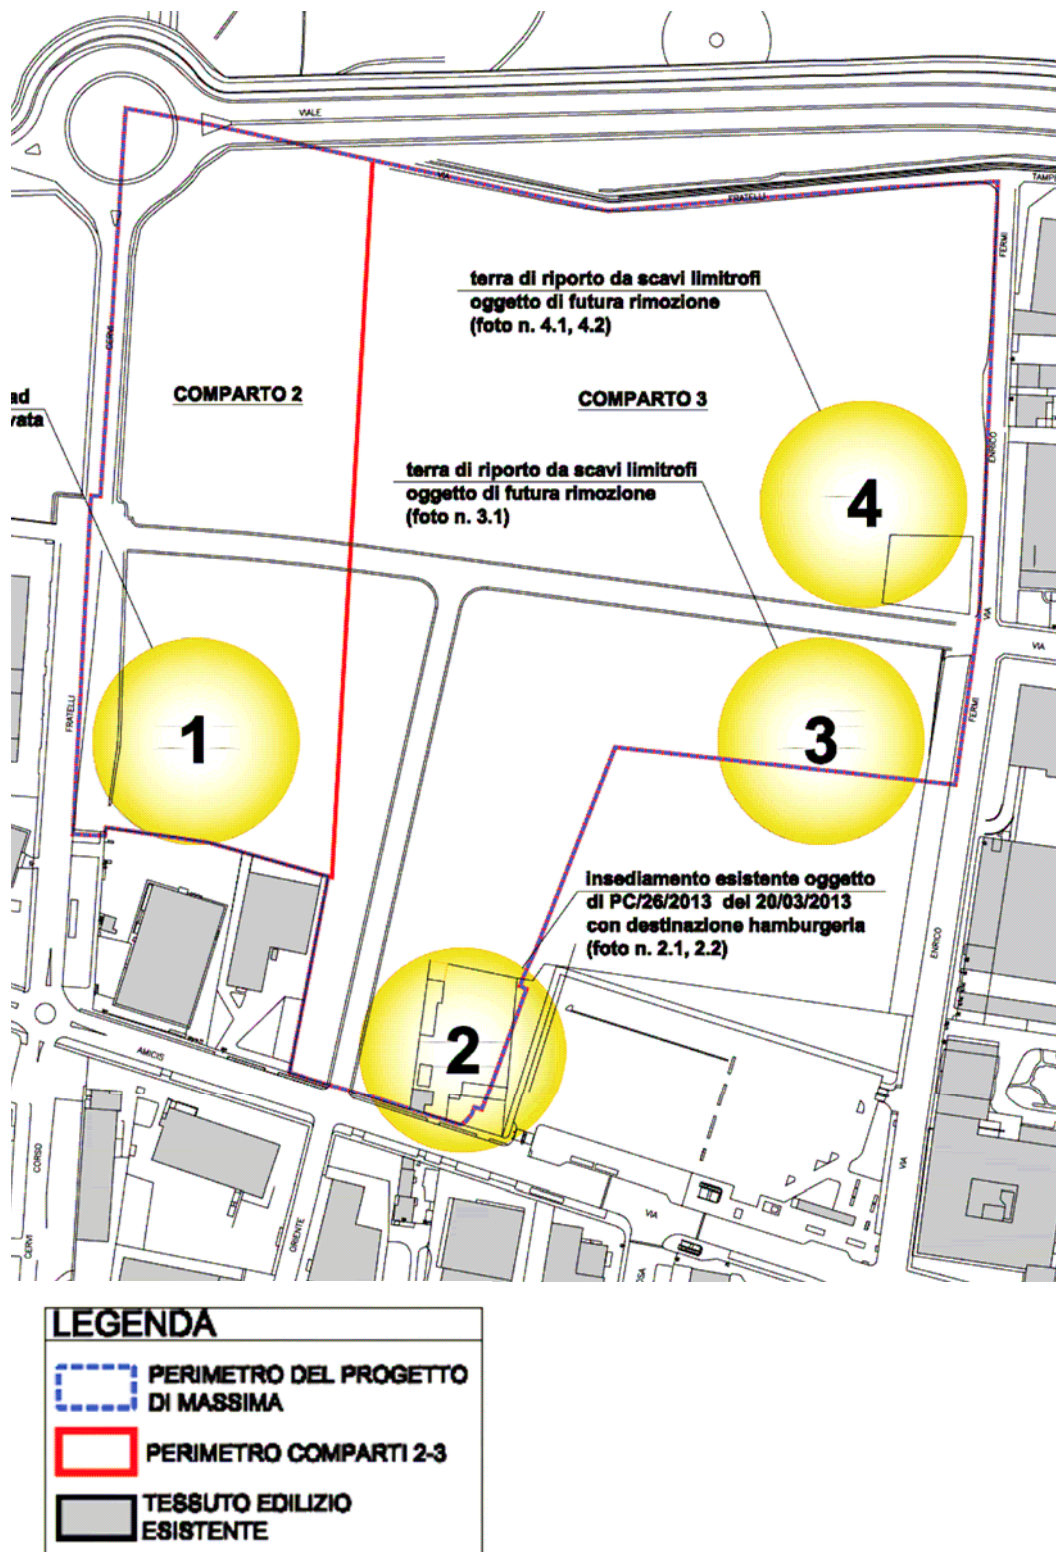 VIALE
VIA
FRATELLI
TAMPI
FERMI
CERVI
terra di riporto da scavi limitrofi
oggetto di futura rimozione
(foto n. 4.1, 4.2)
COMPARTO 2
COMPARTO 3
ad
vata
ENRICO
terra di riporto da scavi limitrofi
oggetto di futura rimozione
(foto n. 3.1)
4
VIA
VIA
FRATELLI
FERMI
1
3
insediamento esistente oggetto
di PC/26/2013 del 20/03/2013
con destinazione hamburgeria
(foto n. 2.1, 2.2)
ENRICO
2
AMICIS
CORSO
VIA
CERVI
ORIENTE
VIA
OSA
LEGENDA
PERIMETRO DEL PROGETTO
DI MASSIMA
PERIMETRO COMPARTI 2-3
TESSUTO EDILIZIO
ESISTENTE